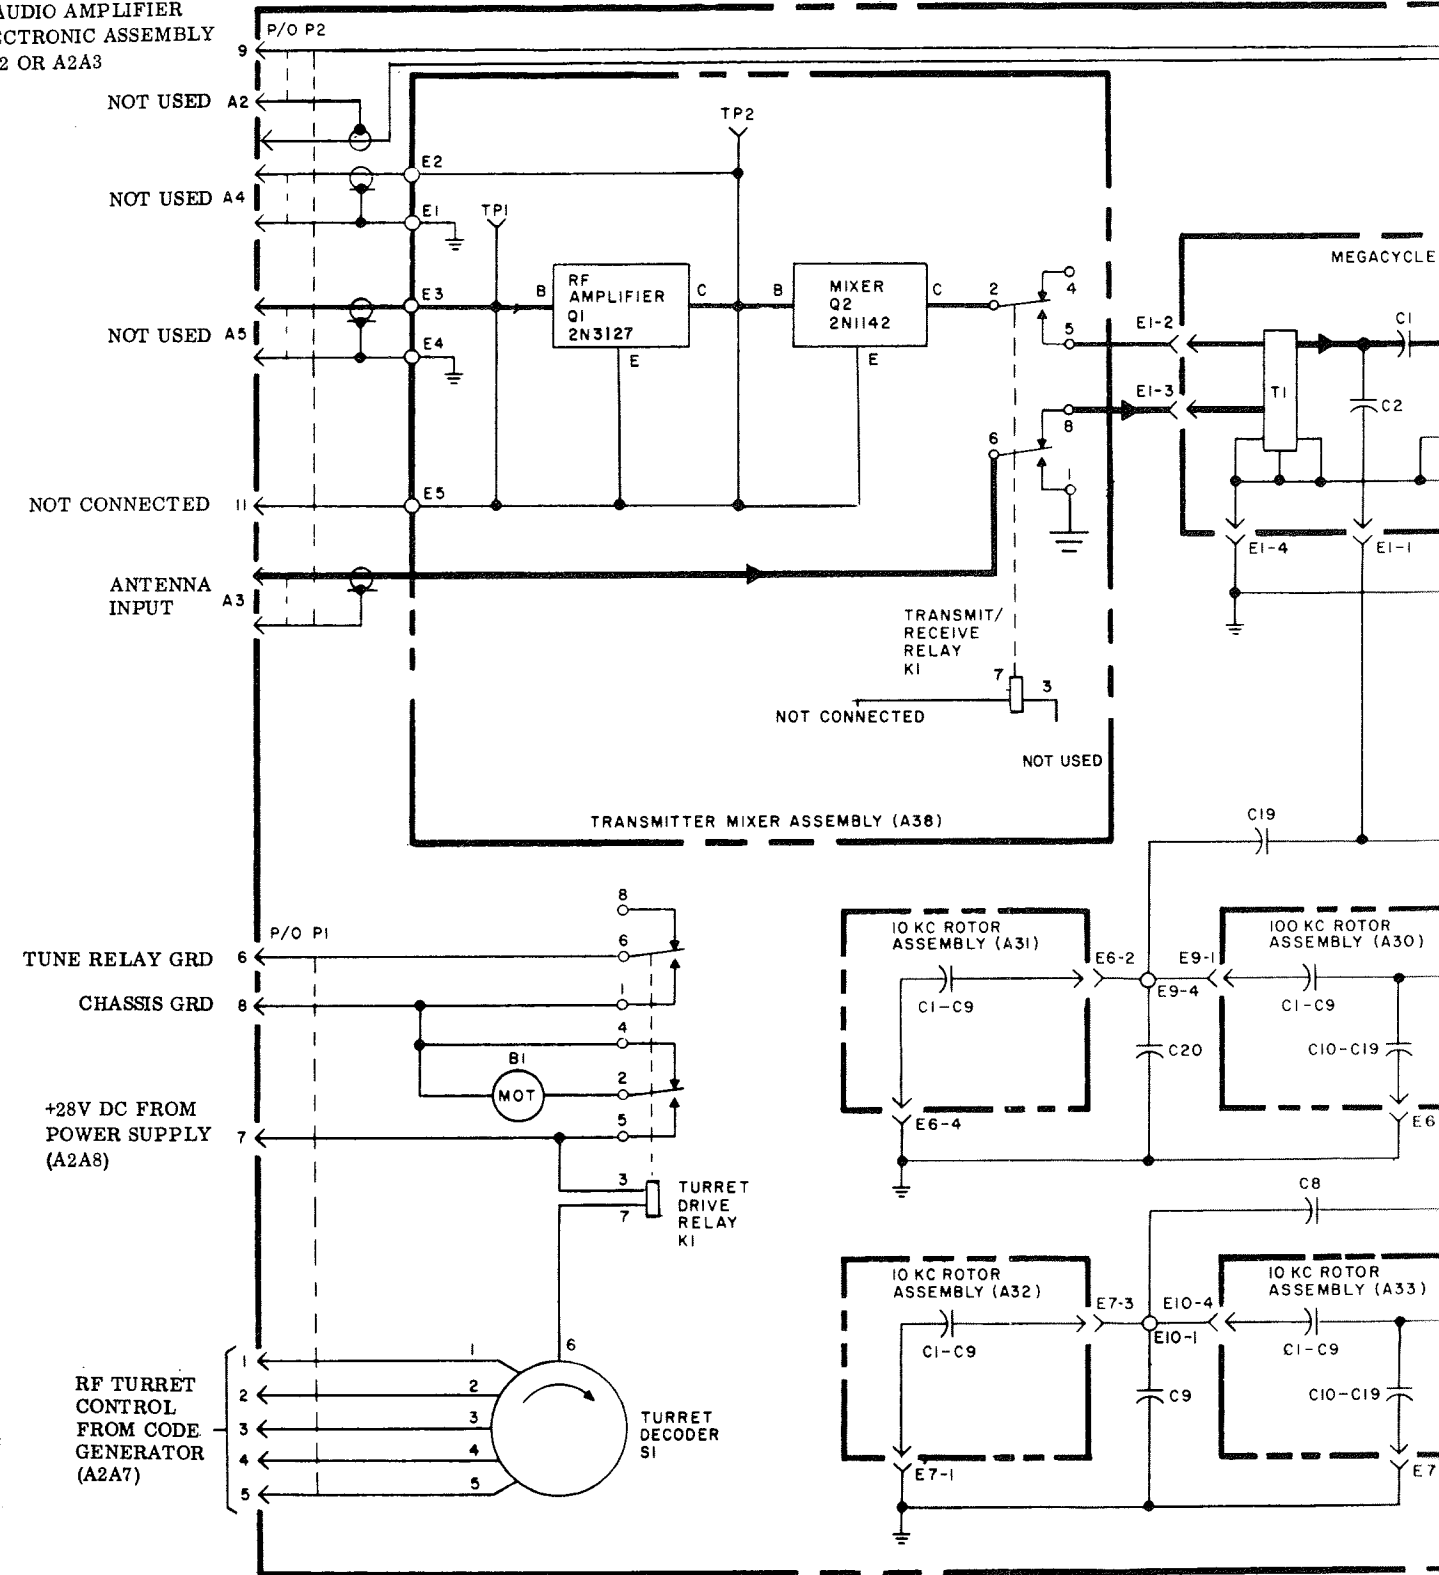 AUDIO AMPLIFIER
ECTRONIC ASSEMBLY
2 OR A2A3
P/O P2
9
NOT USED A2
NOT USED A4
NOT USED A5
NOT CONNECTED 11
ANTENNA
INPUT
A3
E2
E1
E3
E4
E5
TP1
TP2
B
RF
AMPLIFIER
Q1
2N3127
C
E
B
MIXER
Q2
2N1142
C
E
2
4
5
6
8
1
TRANSMIT/
RECEIVE
RELAY
K1
7
3
NOT CONNECTED
NOT USED
TRANSMITTER MIXER ASSEMBLY (A38)
MEGACYCLE
E1-2
E1-3
T1
C1
C2
E1-4
E1-1
C19
P/O P1
TUNE RELAY GRD 6
CHASSIS GRD 8
+28V DC FROM
POWER SUPPLY
(A2A8)
7
8
6
1
4
B1
MOT
2
5
3
7
TURRET
DRIVE
RELAY
K1
RF TURRET
CONTROL
FROM CODE
GENERATOR
(A2A7)
1
2
3
4
5
1
2
3
4
5
6
TURRET
DECODER
S1
10 KC ROTOR
ASSEMBLY (A31)
C1-C9
E6-2
E9-1
E9-4
E6-4
C20
100 KC ROTOR
ASSEMBLY (A30)
C1-C9
C10-C19
E6
C8
10 KC ROTOR
ASSEMBLY (A32)
C1-C9
E7-3
E10-4
E10-1
E7-1
C9
10 KC ROTOR
ASSEMBLY (A33)
C1-C9
C10-C19
E7